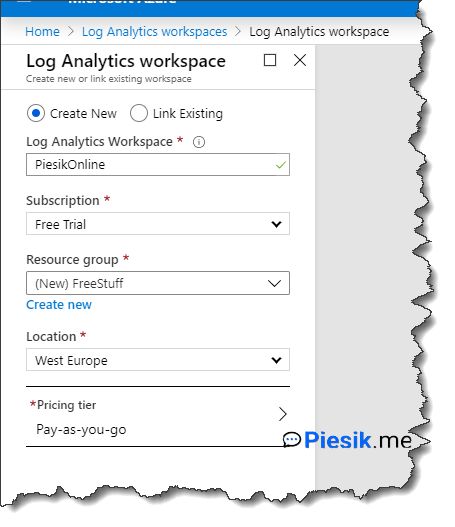 Microsoft Azure
Home > Log Analytics workspaces > Log Analytics workspace
Log Analytics workspace
Create new or link existing workspace
Create New Link Existing
Log Analytics Workspace *
PiesikOnline
Subscription *
Free Trial
Resource group *
(New) FreeStuff
Create new
Location *
West Europe
*Pricing tier
Pay-as-you-go
Piesik.me